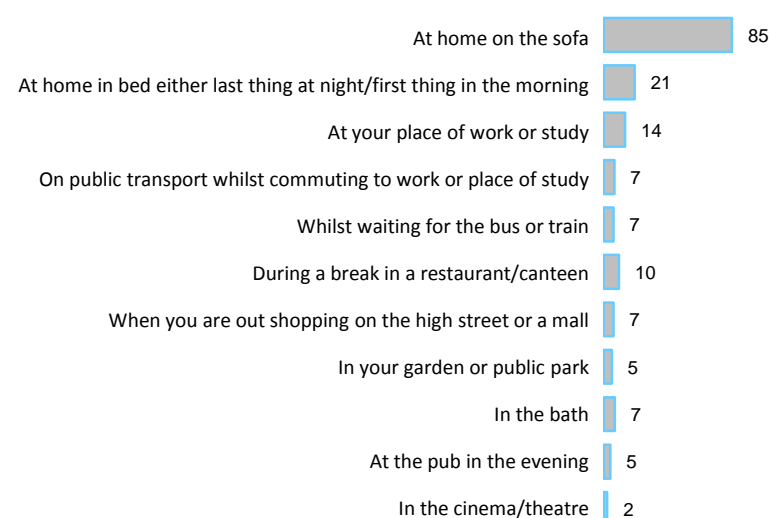 At home on the sofa 85
At home in bed either last thing at night/first thing in the morning 21
At your place of work or study 14
On public transport whilst commuting to work or place of study 7
Whilst waiting for the bus or train 7
During a break in a restaurant/canteen 10
When you are out shopping on the high street or a mall 7
In your garden or public park 5
In the bath 7
At the pub in the evening 5
In the cinema/theatre 2